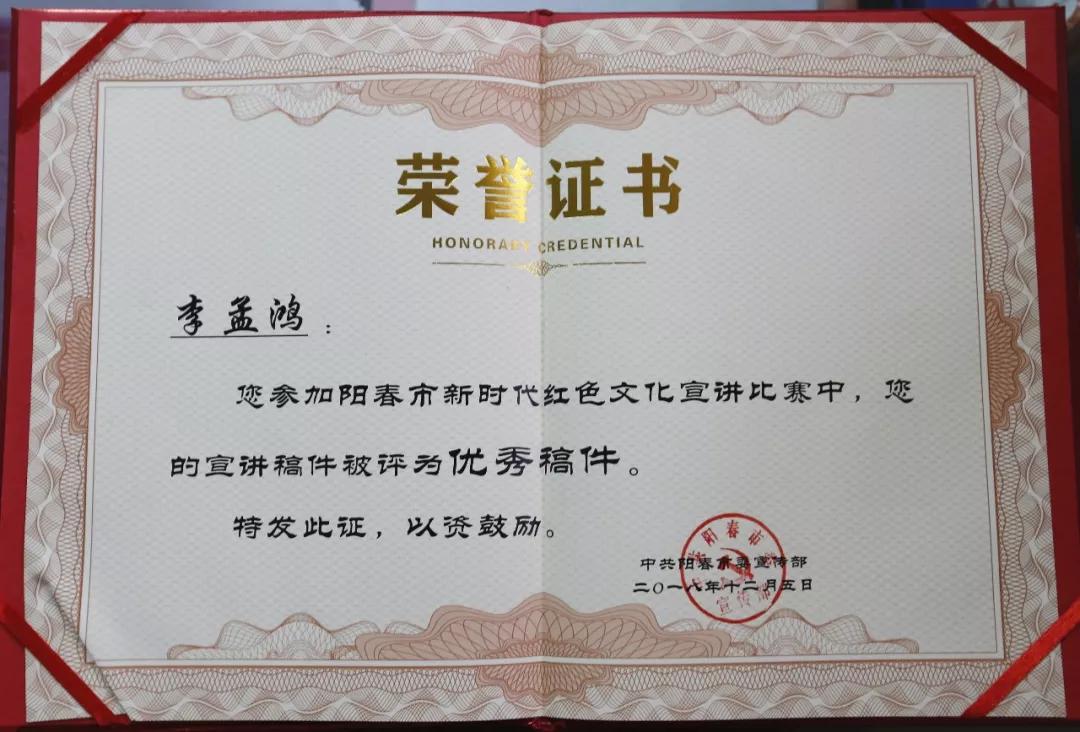 荣誉证书
HONORARY CREDENTIAL
李孟鸿：
您参加阳春市新时代红色文化宣讲比赛中，您
的宣讲稿件被评为优秀稿件。
特发此证，以资鼓励。
中共阳春市委宣传部
二〇一八年十二月五日